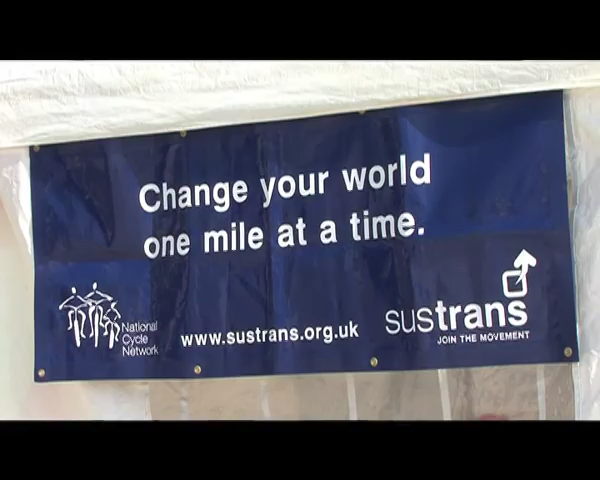 Change your world
one mile at a time.
National
Cycle
Network
www.sustrans.org.uk
sustrans
JOIN THE MOVEMENT